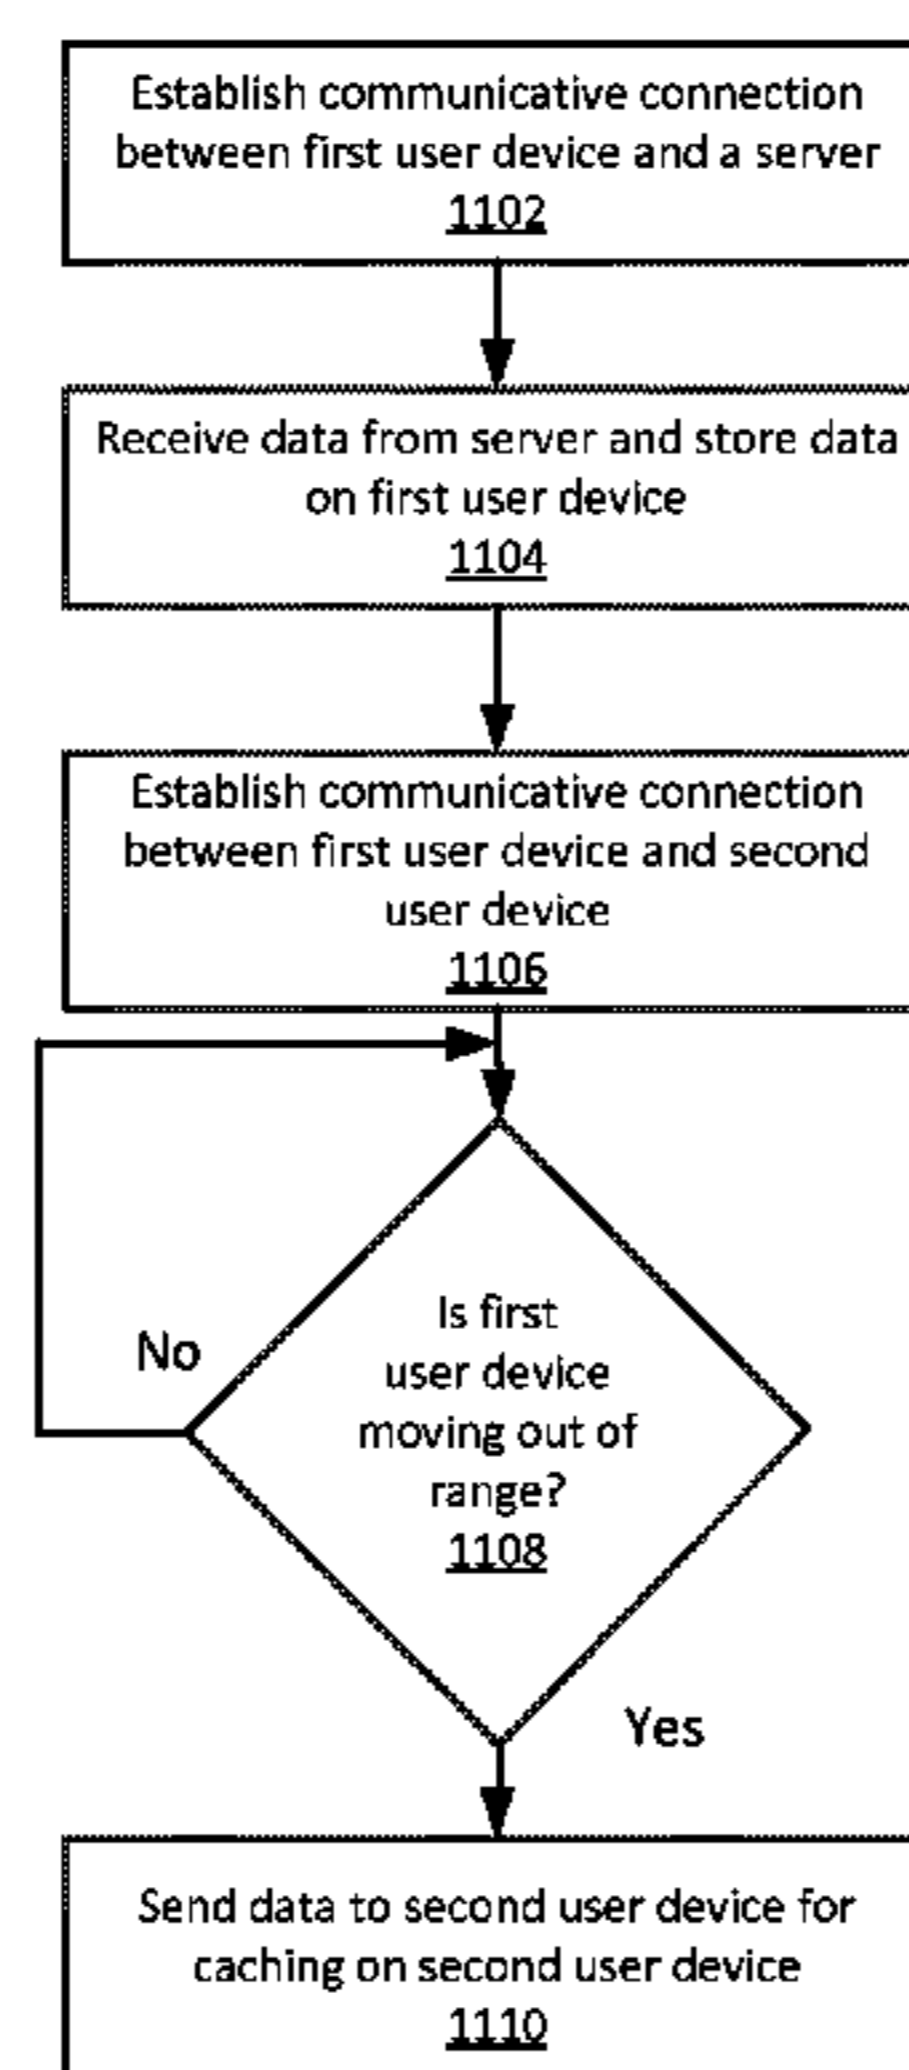 Establish communicative connection
between first user device and a server
1102
Receive data from server and store data
on first user device
1104
Establish communicative connection
between first user device and second
user device
1106
Is first
user device
moving out of
range?
1108
No
Yes
Send data to second user device for
caching on second user device
1110